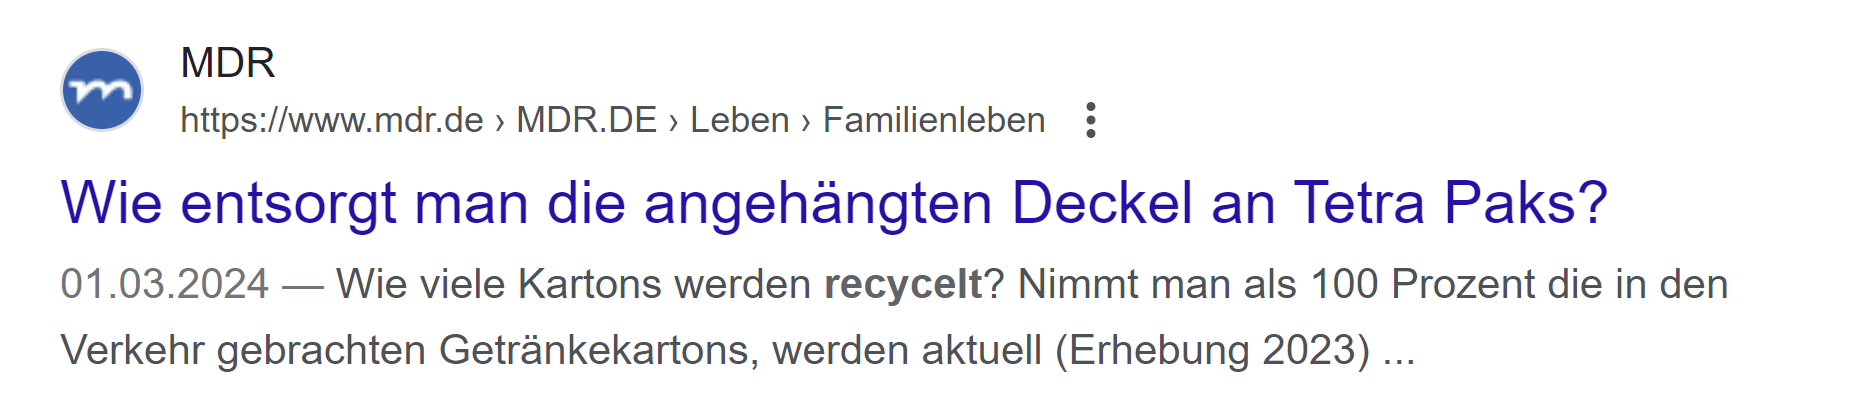 MDR
https://www.mdr.de › MDR.DE › Leben › Familienleben
Wie entsorgt man die angehängten Deckel an Tetra Paks?
01.03.2024 — Wie viele Kartons werden recycelt? Nimmt man als 100 Prozent die in den
Verkehr gebrachten Getränkekartons, werden aktuell (Erhebung 2023) ...